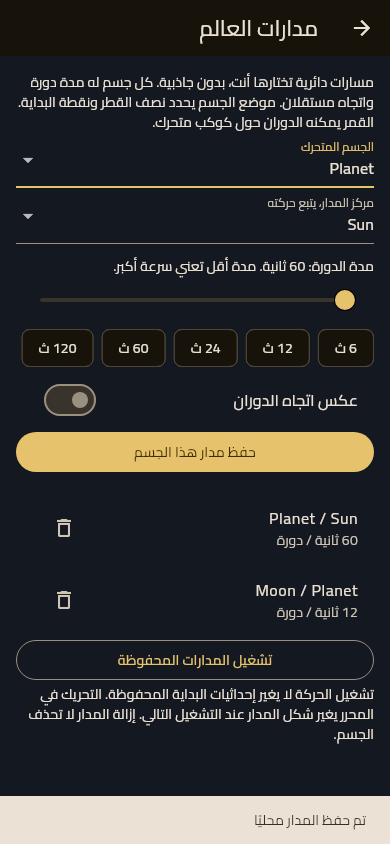 مدارات العالم
مسارات دائرية تختارها أنت، بدون جاذبية. كل جسم له مدة دورة
واتجاه مستقلان. موضع الجسم يحدد نصف القطر ونقطة البداية.
القمر يمكنه الدوران حول كوكب متحرك.
الجسم المتحرك
Planet
مركز المدار، يتبع حركته
Sun
مدة الدورة: 60 ثانية. مدة أقل تعني سرعة أكبر.
6 ث
12 ث
24 ث
60 ث
120 ث
عكس اتجاه الدوران
حفظ مدار هذا الجسم
Planet / Sun
60 ثانية / دورة
Moon / Planet
12 ثانية / دورة
تشغيل المدارات المحفوظة
تشغيل الحركة لا يغير إحداثيات البداية المحفوظة. التحريك في
المحرر يغير شكل المدار عند التشغيل التالي. إزالة المدار لا تحذف
الجسم.
تم حفظ المدار محليًا